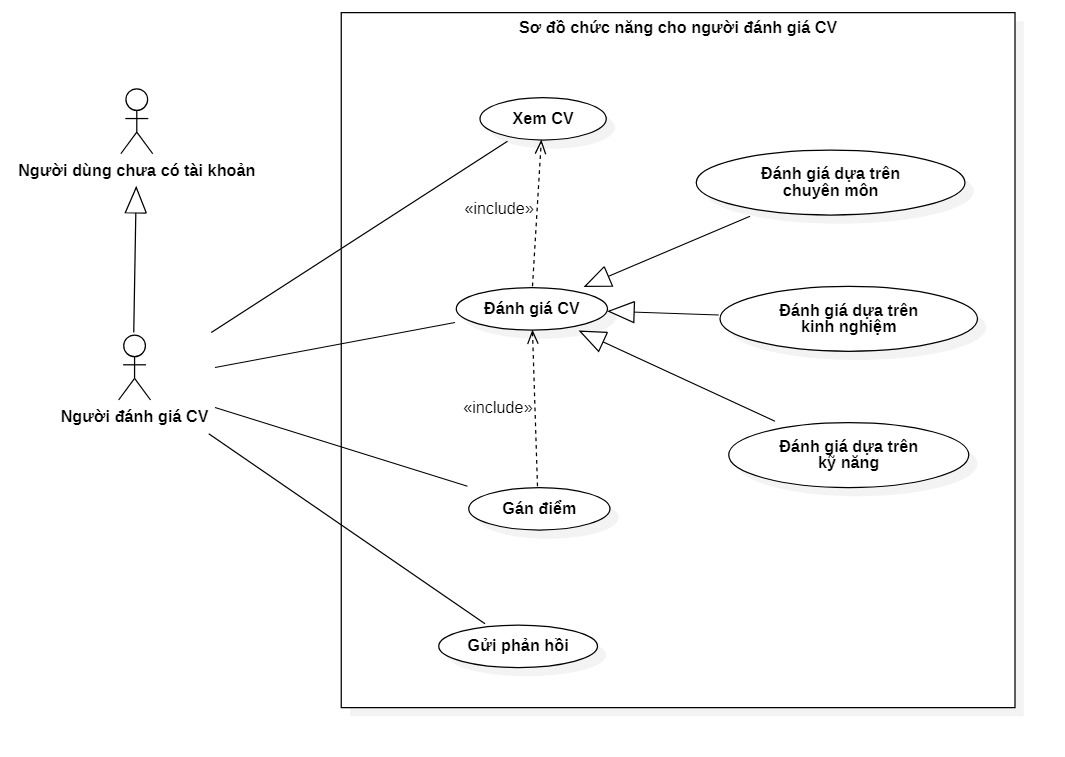 Sơ đồ chức năng cho người đánh giá CV
Xem CV
Người dùng chưa có tài khoản
Đánh giá dựa trên
chuyên môn
«include»
Đánh giá CV
Đánh giá dựa trên
kinh nghiệm
Người đánh giá CV
«include»
Đánh giá dựa trên
kỹ năng
Gán điểm
Gửi phản hồi